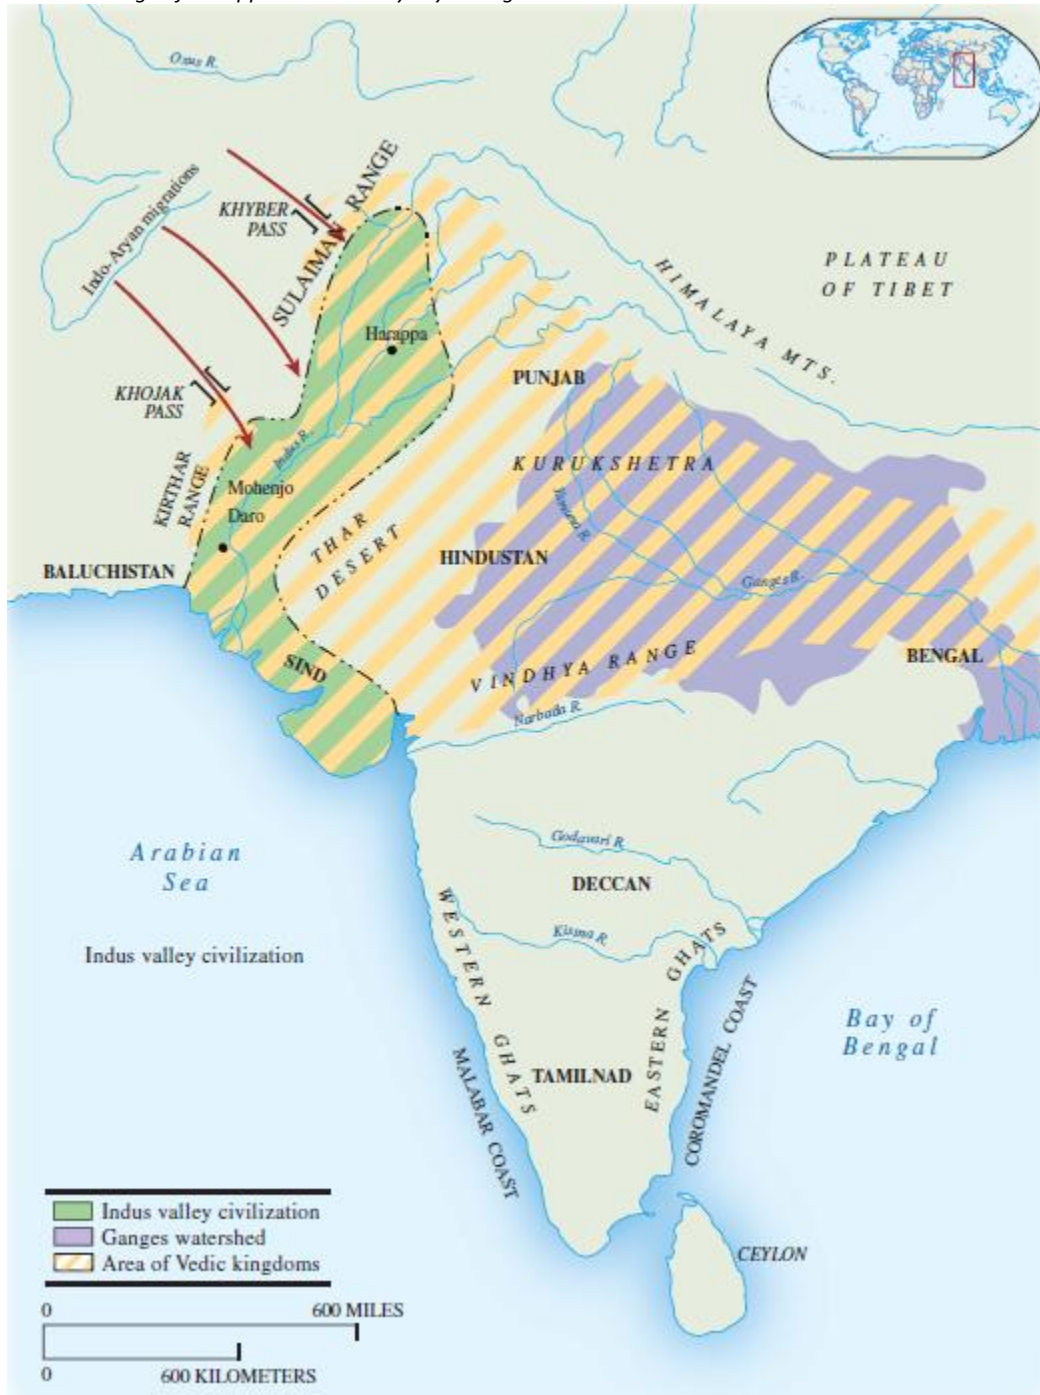 Oxus R.
Indo-Aryan migrations
KHYBER
PASS
SULAIMAN RANGE
HIMALAYA MTS.
PLATEAU
OF TIBET
Harappa
KHOJAK
PASS
PUNJAB
Indus R.
KURUKSHETRA
KIRTHAR
RANGE
Mohenjo
Daro
Yamuna R.
THAR
DESERT
HINDUSTAN
BALUCHISTAN
Ganges R.
SIND
VINDHYA RANGE
BENGAL
Narbada R.
Arabian
Sea
Godavari R.
DECCAN
WESTERN GHATS
Kistna R.
EASTERN GHATS
Indus valley civilization
Bay of
Bengal
MALABAR COAST
TAMILNAD
COROMANDEL COAST
CEYLON
Indus valley civilization
Ganges watershed
Area of Vedic kingdoms
0 600 MILES
0 600 KILOMETERS